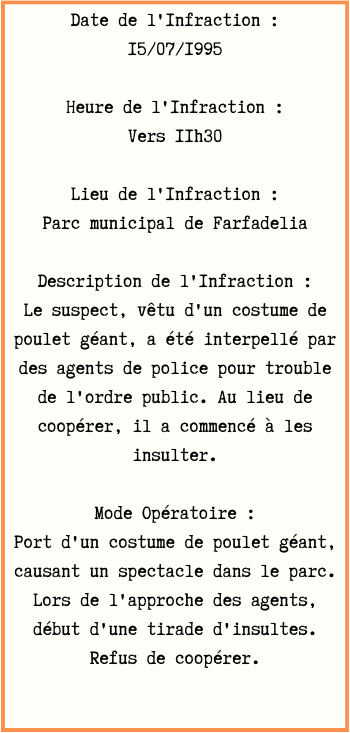 Date de l'Infraction :
I5/07/I995
Heure de l'Infraction :
Vers IIh30
Lieu de l'Infraction :
Parc municipal de Farfadelia
Description de l'Infraction :
Le suspect, vêtu d'un costume de
poulet géant, a été interpellé par
des agents de police pour trouble
de l'ordre public. Au lieu de
coopérer, il a commencé à les
insulter.
Mode Opératoire :
Port d'un costume de poulet géant,
causant un spectacle dans le parc.
Lors de l'approche des agents,
début d'une tirade d'insultes.
Refus de coopérer.